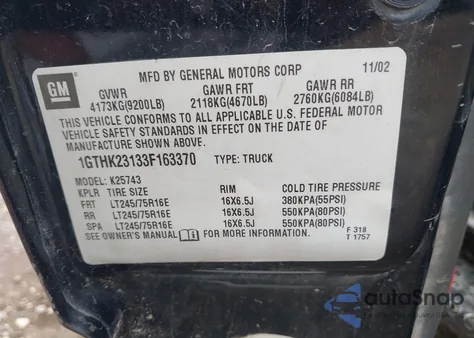 MFD BY GENERAL MOTORS CORP 11/02
GM
GVWR GAWR FRT GAWR RR
4173KG(9200LB) 2118KG(4670LB) 2760KG(6084LB)
THIS VEHICLE CONFORMS TO ALL APPLICABLE U.S. FEDERAL MOTOR
VEHICLE SAFETY STANDARDS IN EFFECT ON THE DATE OF
MANUFACTURE SHOWN ABOVE.
1GTHK23133F163370 TYPE: TRUCK
MODEL: K25743
KPLR TIRE SIZE RIM COLD TIRE PRESSURE
FRT LT245/75R16E 16X6.5J 380KPA(55PSI)
RR LT245/75R16E 16X6.5J 550KPA(80PSI)
SPA LT245/75R16E 16X6.5J 550KPA(80PSI)
SEE OWNER'S MANUAL FOR MORE INFORMATION
F 318
T 1757
autoSnap